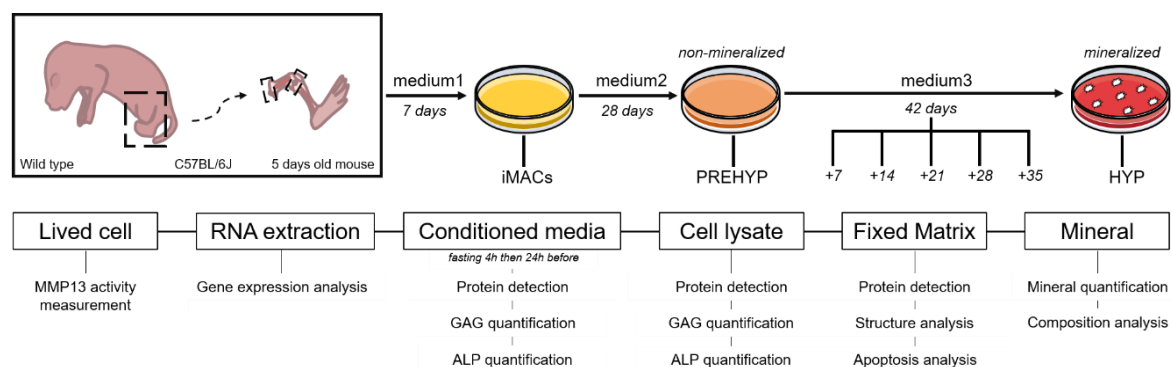 non-mineralized
mineralized
medium1
medium2
medium3
7 days
28 days
42 days
Wild type
C57BL/6J
5 days old mouse
iMACs
PREHYP
+7
+14
+21
+28
+35
HYP
Lived cell
RNA extraction
Conditioned media
Cell lysate
Fixed Matrix
Mineral
fasting 4h then 24h before
MMP13 activity
measurement
Gene expression analysis
Protein detection
GAG quantification
ALP quantification
Protein detection
GAG quantification
ALP quantification
Protein detection
Structure analysis
Apoptosis analysis
Mineral quantification
Composition analysis